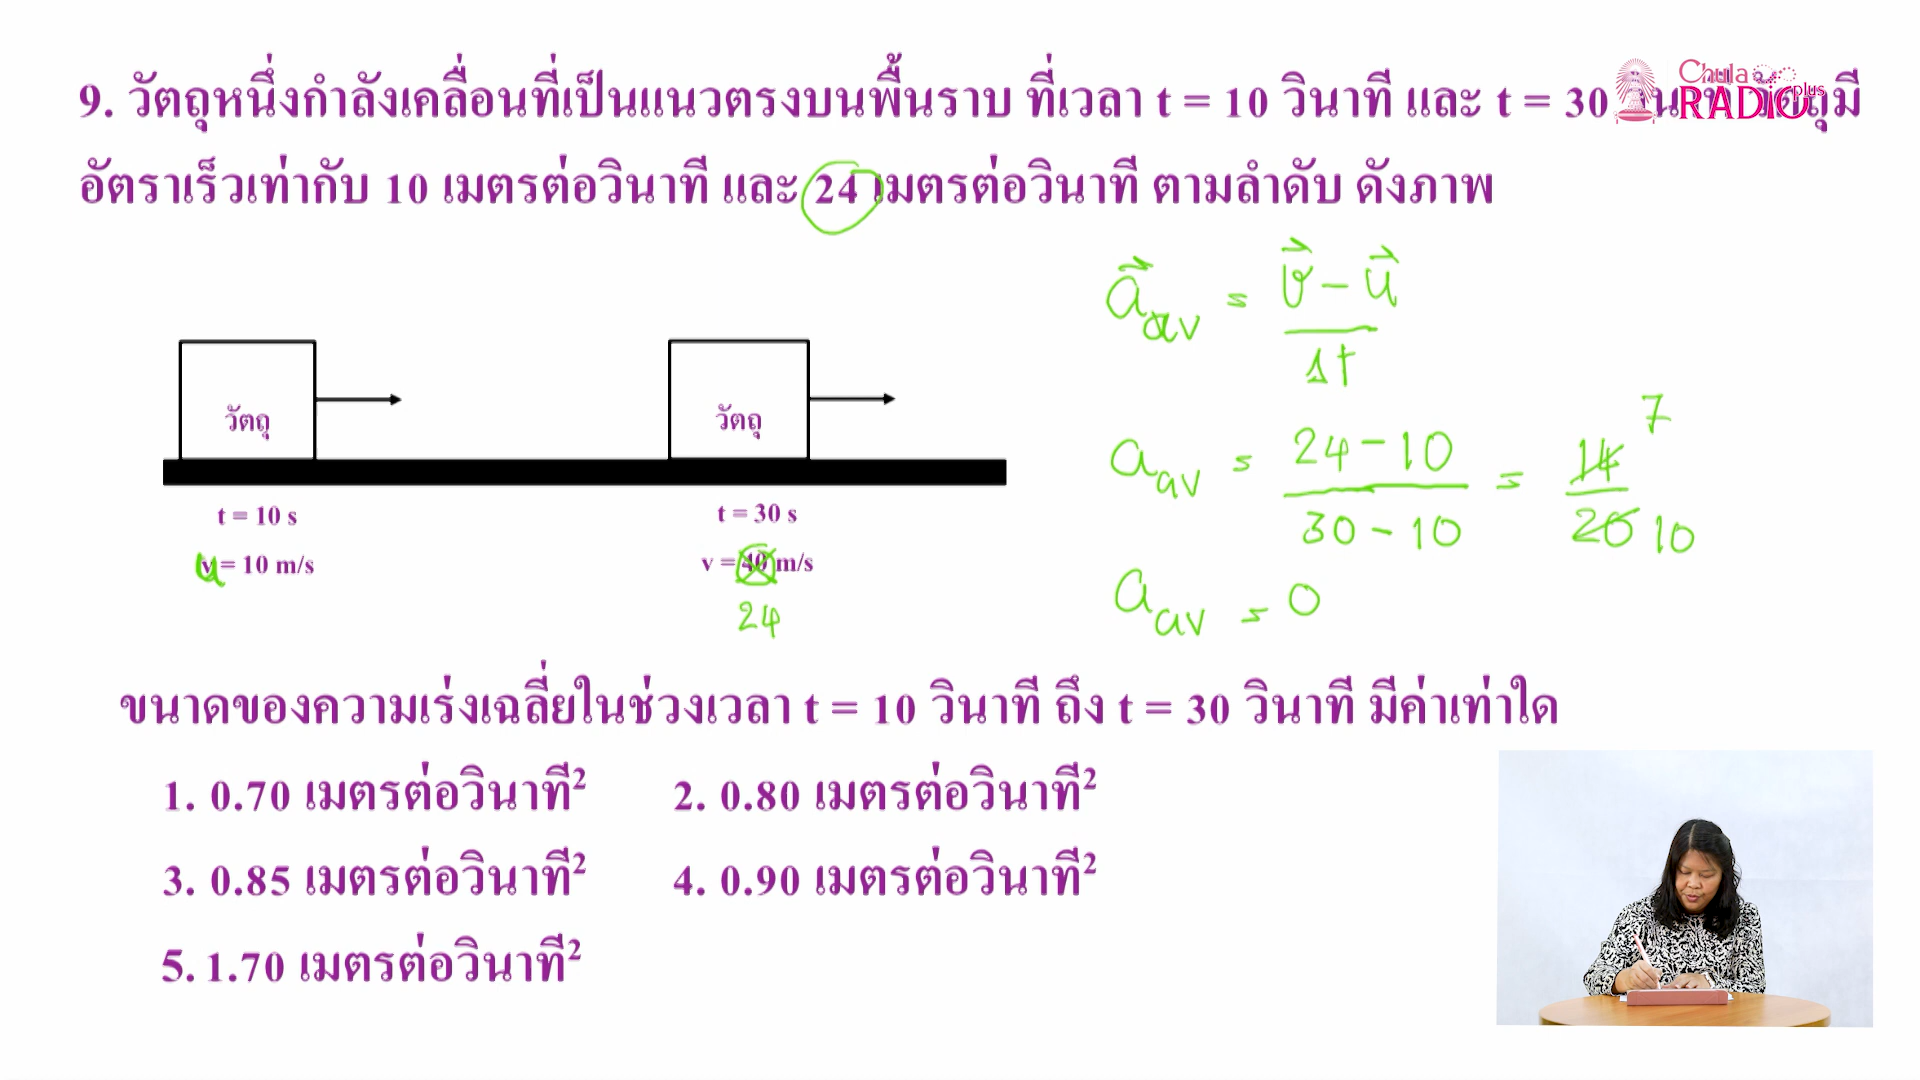 9. วัตถุหนึ่งกำลังเคลื่อนที่เป็นแนวตรงบนพื้นราบ ที่เวลา t = 10 วินาที และ t = 30
Chula
RADIO plus
อัตราเร็วเท่ากับ 10 เมตรต่อวินาที และ 24 เมตรต่อวินาที ตามลำดับ ดังภาพ
a⃗av = v⃗ - u⃗
Δt
วัตถุ วัตถุ
aav = 24 - 10 = 14 7
30 - 10 20 10
t = 10 s t = 30 s
u = 10 m/s v = 40 m/s
24
aav = 0
ขนาดของความเร่งเฉลี่ยในช่วงเวลา t = 10 วินาที ถึง t = 30 วินาที มีค่าเท่าใด
1. 0.70 เมตรต่อวินาที² 2. 0.80 เมตรต่อวินาที²
3. 0.85 เมตรต่อวินาที² 4. 0.90 เมตรต่อวินาที²
5. 1.70 เมตรต่อวินาที²